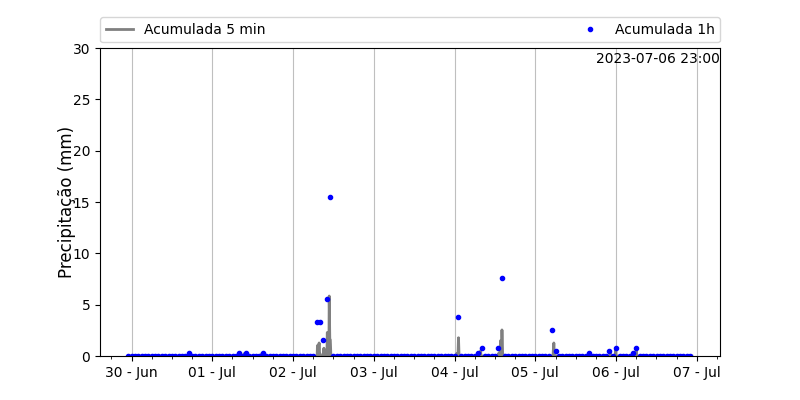 Acumulada 5 min
Acumulada 1h
2023-07-06 23:00
Precipitação (mm)
30
25
20
15
10
5
0
30 - Jun
01 - Jul
02 - Jul
03 - Jul
04 - Jul
05 - Jul
06 - Jul
07 - Jul